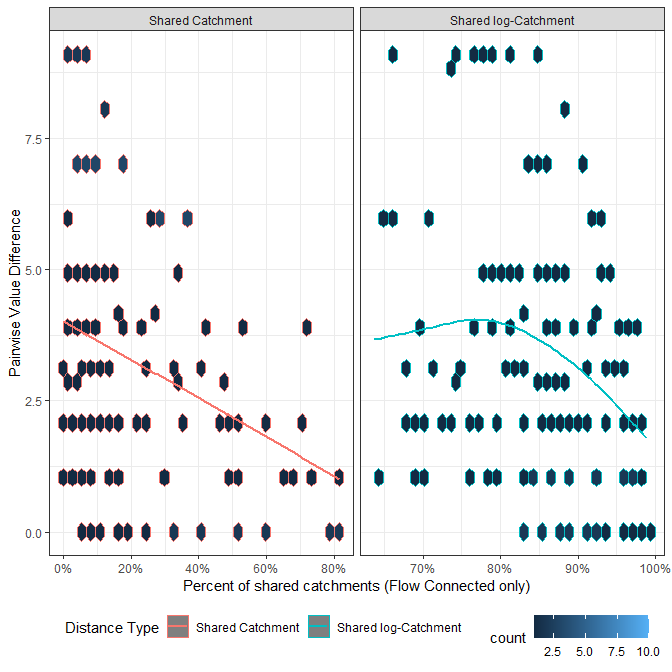 Shared Catchment
Shared log-Catchment
Pairwise Value Difference
7.5
5.0
2.5
0.0
0% 20% 40% 60% 80%
70% 80% 90% 100%
Percent of shared catchments (Flow Connected only)
Distance Type Shared Catchment Shared log-Catchment
count
2.5 5.0 7.5 10.0